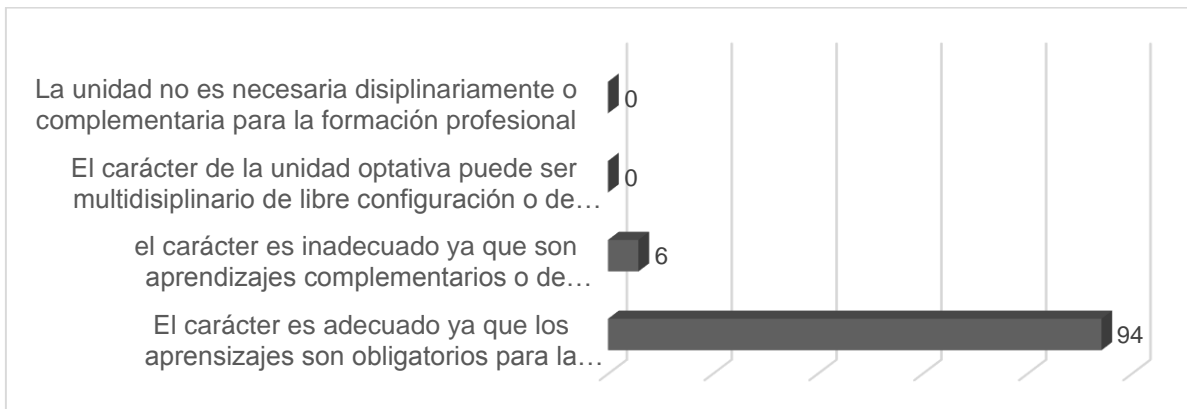 La unidad no es necesaria disiplinariamente o
complementaria para la formación profesional
0
El carácter de la unidad optativa puede ser
multidisiplinario de libre configuración o de…
0
el carácter es inadecuado ya que son
aprendizajes complementarios o de…
6
El carácter es adecuado ya que los
aprensizajes son obligatorios para la…
94